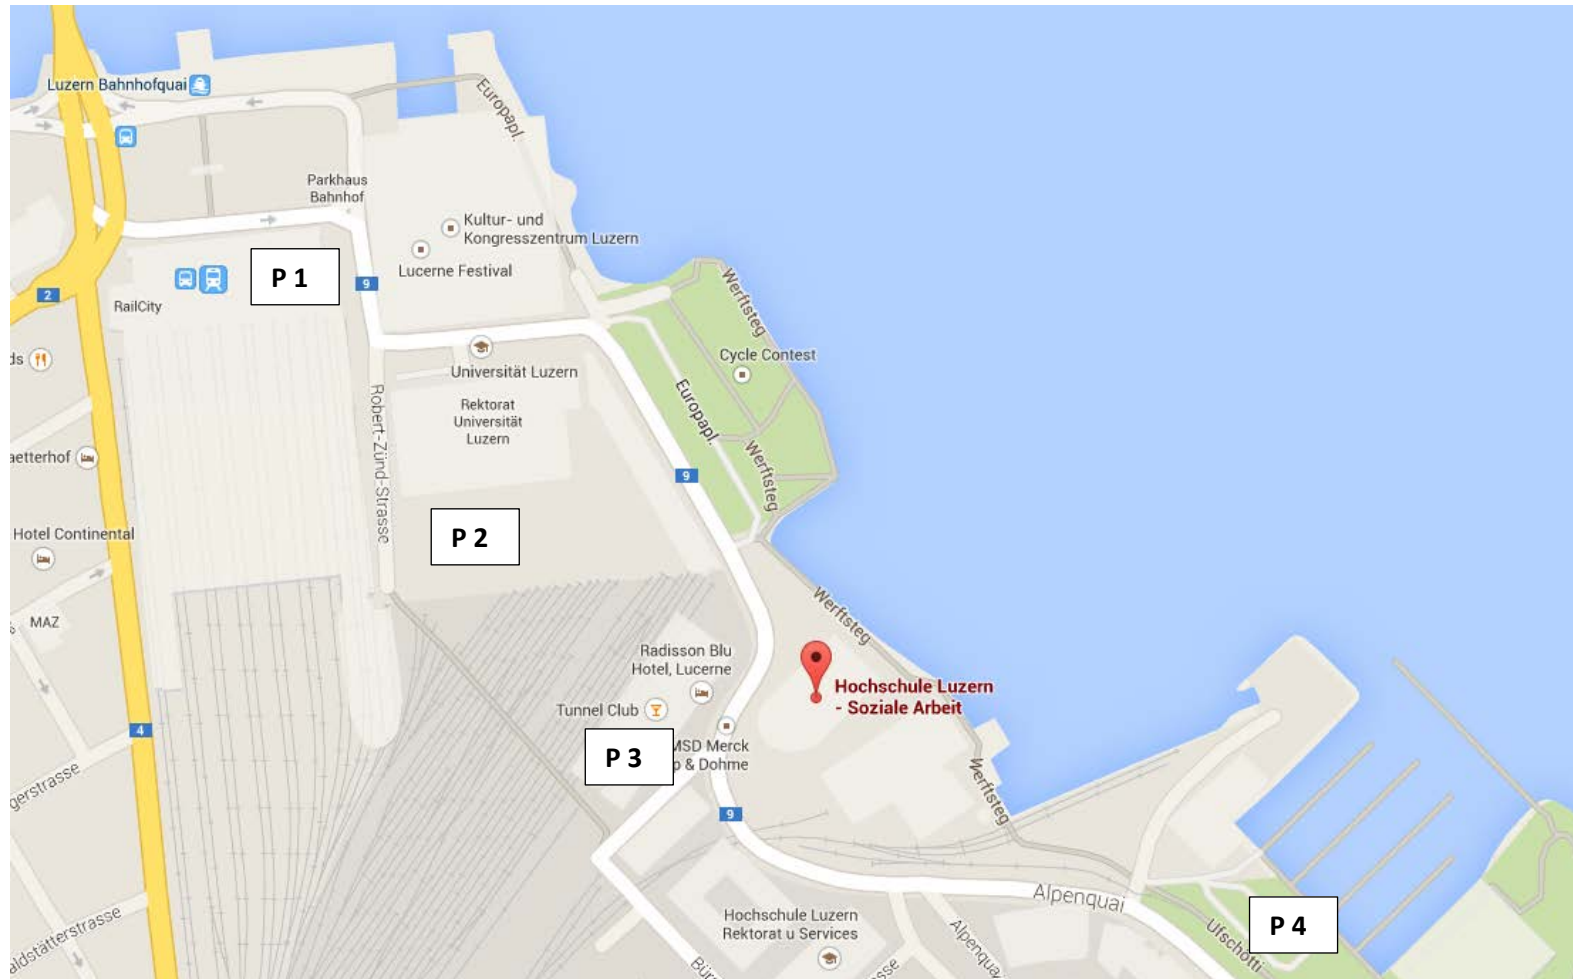 Luzern Bahnhofquai
Europapl.
Parkhaus
Bahnhof
Kultur- und
Kongresszentrum Luzern
Lucerne Festival
P 1
9
2
RailCity
Werftsteg
Cycle Contest
Universität Luzern
Robert-Zünd-Strasse
Rektorat
Universität
Luzern
Europapl.
aetterhof
9
Werftsteg
Hotel Continental
P 2
Werftsteg
MAZ
Radisson Blu
Hotel, Lucerne
Hochschule Luzern
- Soziale Arbeit
Tunnel Club
4
MSD Merck
p & Dohme
P 3
gerstrasse
Werftsteg
9
Alpenquai
Hochschule Luzern
Rektorat u Services
Alpenqua
P 4
Ufschötti
aldstätterstrasse
Bür
sse